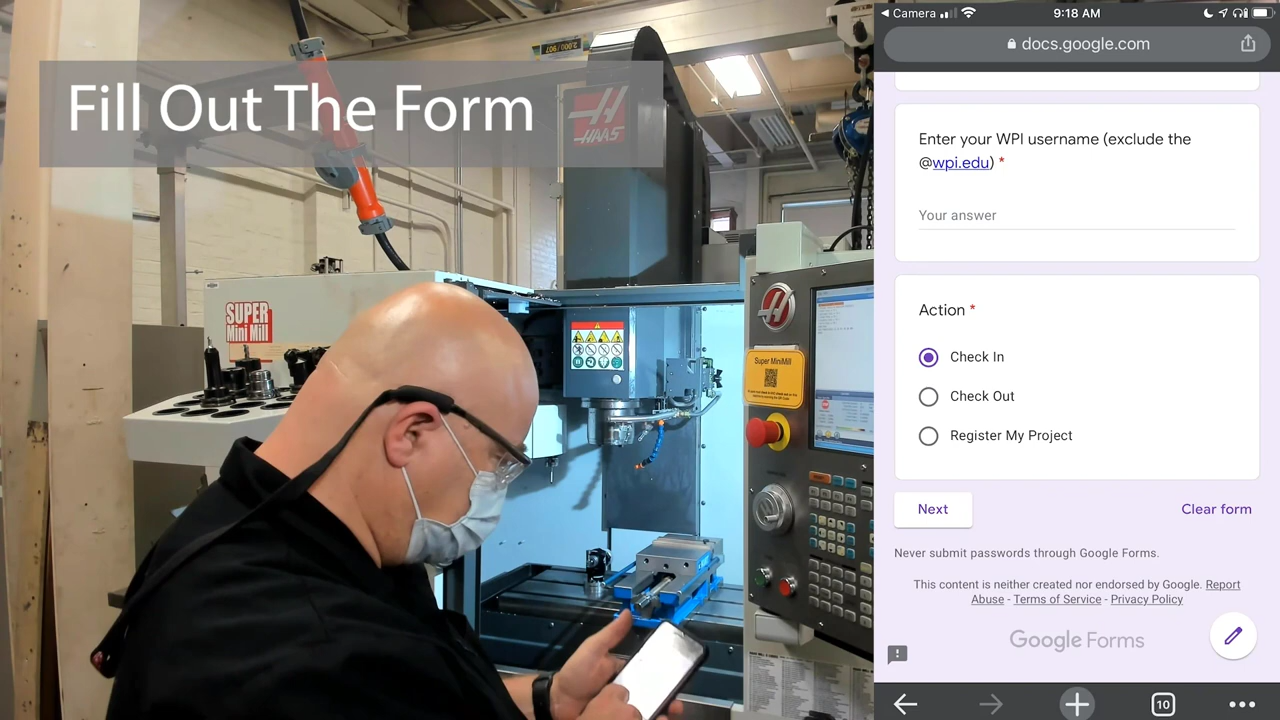 Fill Out The Form
2,000/907
HAAS
SUPER
Mini Mill
Super MiniMill
Camera
9:18 AM
docs.google.com
Enter your WPI username (exclude the
@wpi.edu) *
Your answer
Action *
Check In
Check Out
Register My Project
Next
Clear form
Never submit passwords through Google Forms.
This content is neither created nor endorsed by Google. Report
Abuse - Terms of Service - Privacy Policy
Google Forms
10